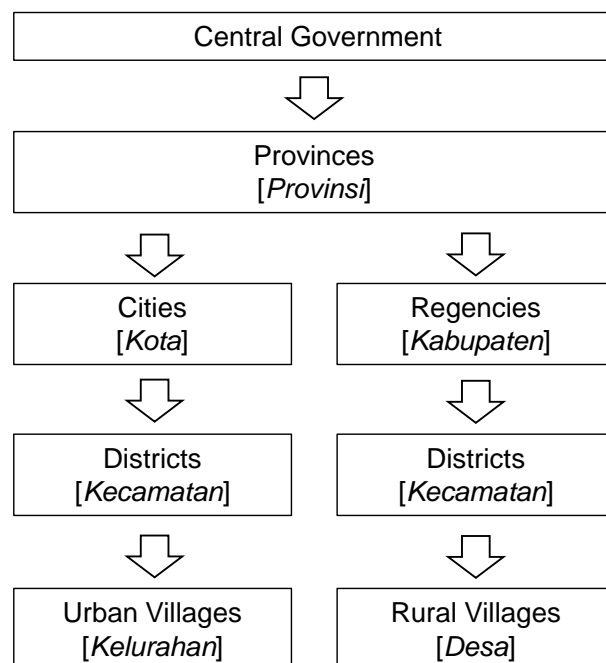 Central Government
Provinces
[Provinsi]
Cities
[Kota]
Regencies
[Kabupaten]
Districts
[Kecamatan]
Districts
[Kecamatan]
Urban Villages
[Kelurahan]
Rural Villages
[Desa]